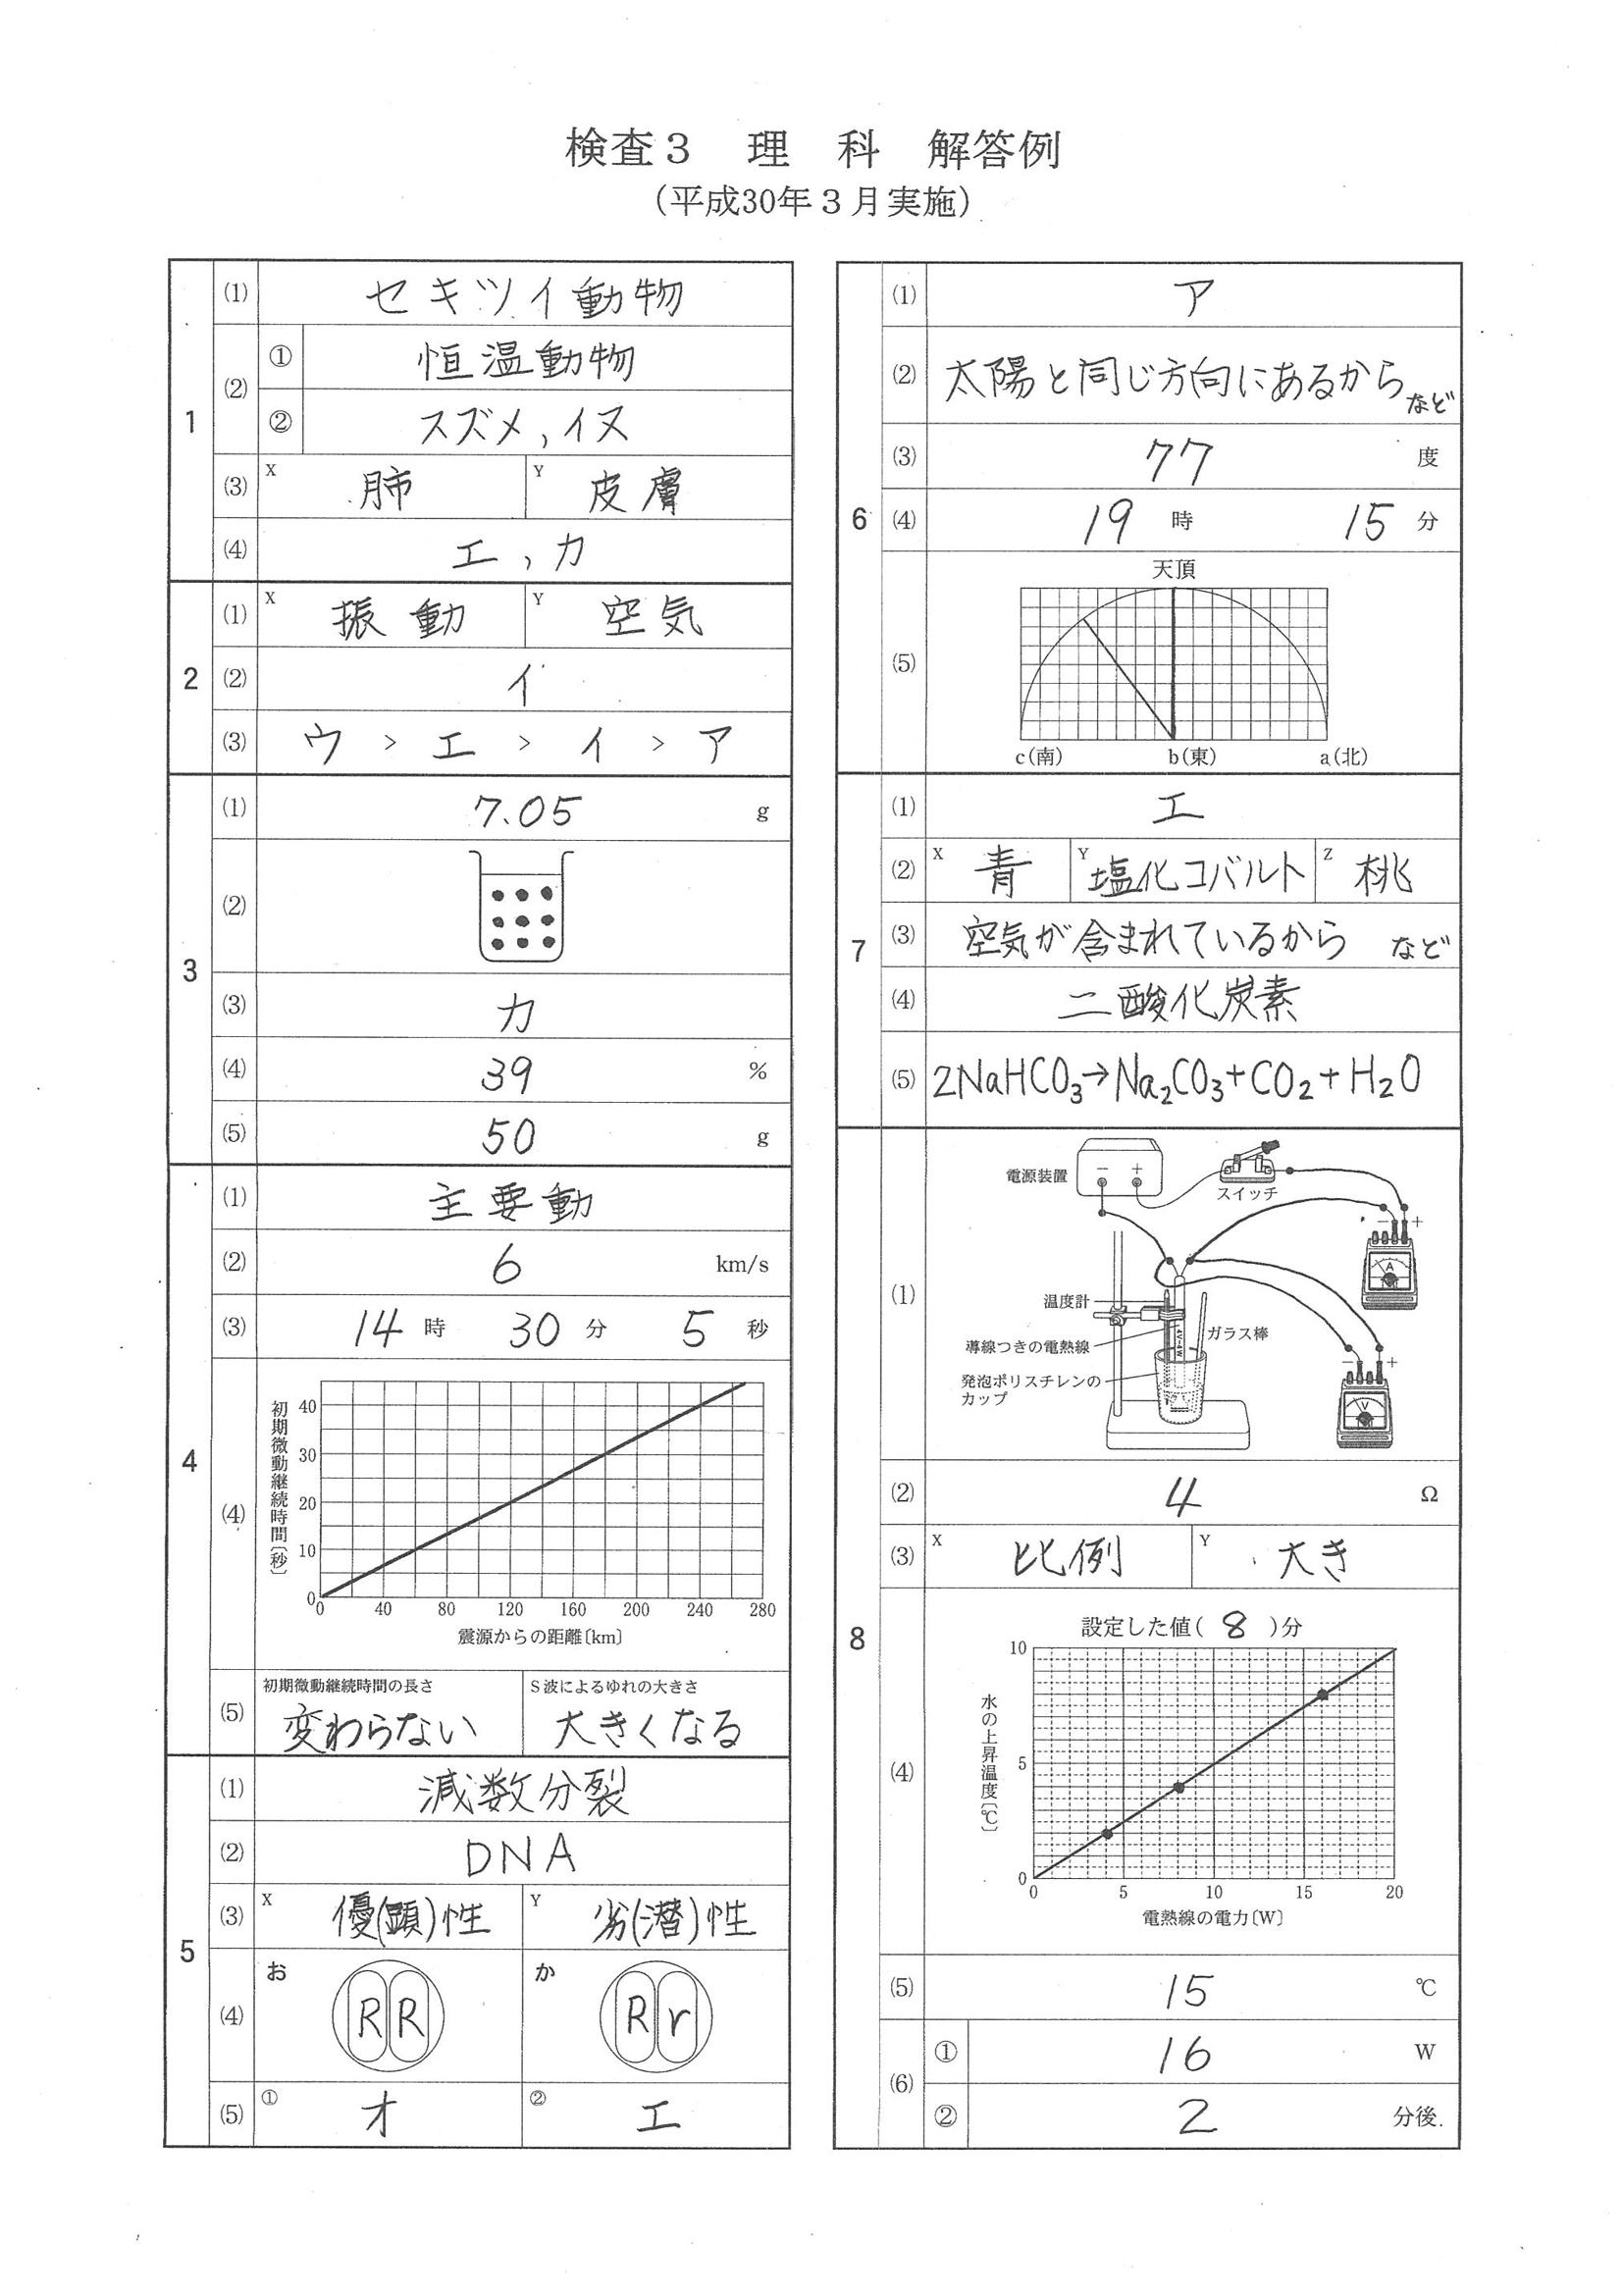 検査３　理　科　解答例
（平成30年３月実施）
1
(1) セキツイ動物
(2) ① 恒温動物
② スズメ,イヌ
(3) X 肺 Y 皮膚
(4) エ,カ
2
(1) X 振動 Y 空気
(2) イ
(3) ウ > エ > イ > ア
3
(1) 7.05 g
(2)
(3) カ
(4) 39 %
(5) 50 g
4
(1) 主要動
(2) 6 km/s
(3) 14 時 30 分 5 秒
(4)
初期微動継続時間〔秒〕
40
30
20
10
0
0 40 80 120 160 200 240 280
震源からの距離〔km〕
(5) 初期微動継続時間の長さ S波によるゆれの大きさ
変わらない 大きくなる
5
(1) 減数分裂
(2) DNA
(3) X 優(顕)性 Y 劣(潜)性
(4) お RR か Rr
(5) ① オ ② エ
6
(1) ア
(2) 太陽と同じ方向にあるから など
(3) 77 度
(4) 19 時 15 分
(5)
天頂
c(南) b(東) a(北)
7
(1) エ
(2) X 青 Y 塩化コバルト Z 桃
(3) 空気が含まれているから など
(4) 二酸化炭素
(5) 2NaHCO₃→Na₂CO₃+CO₂+H₂O
8
(1)
電源装置 − +
スイッチ
− +
A
温度計
ガラス棒
導線つきの電熱線
4V-4W
発泡ポリスチレンの
カップ
− +
V
(2) 4 Ω
(3) X 比例 Y 大き
(4)
設定した値( 8 )分
水の上昇温度〔℃〕
10
5
0
0 5 10 15 20
電熱線の電力〔W〕
(5) 15 ℃
(6) ① 16 W
② 2 分後